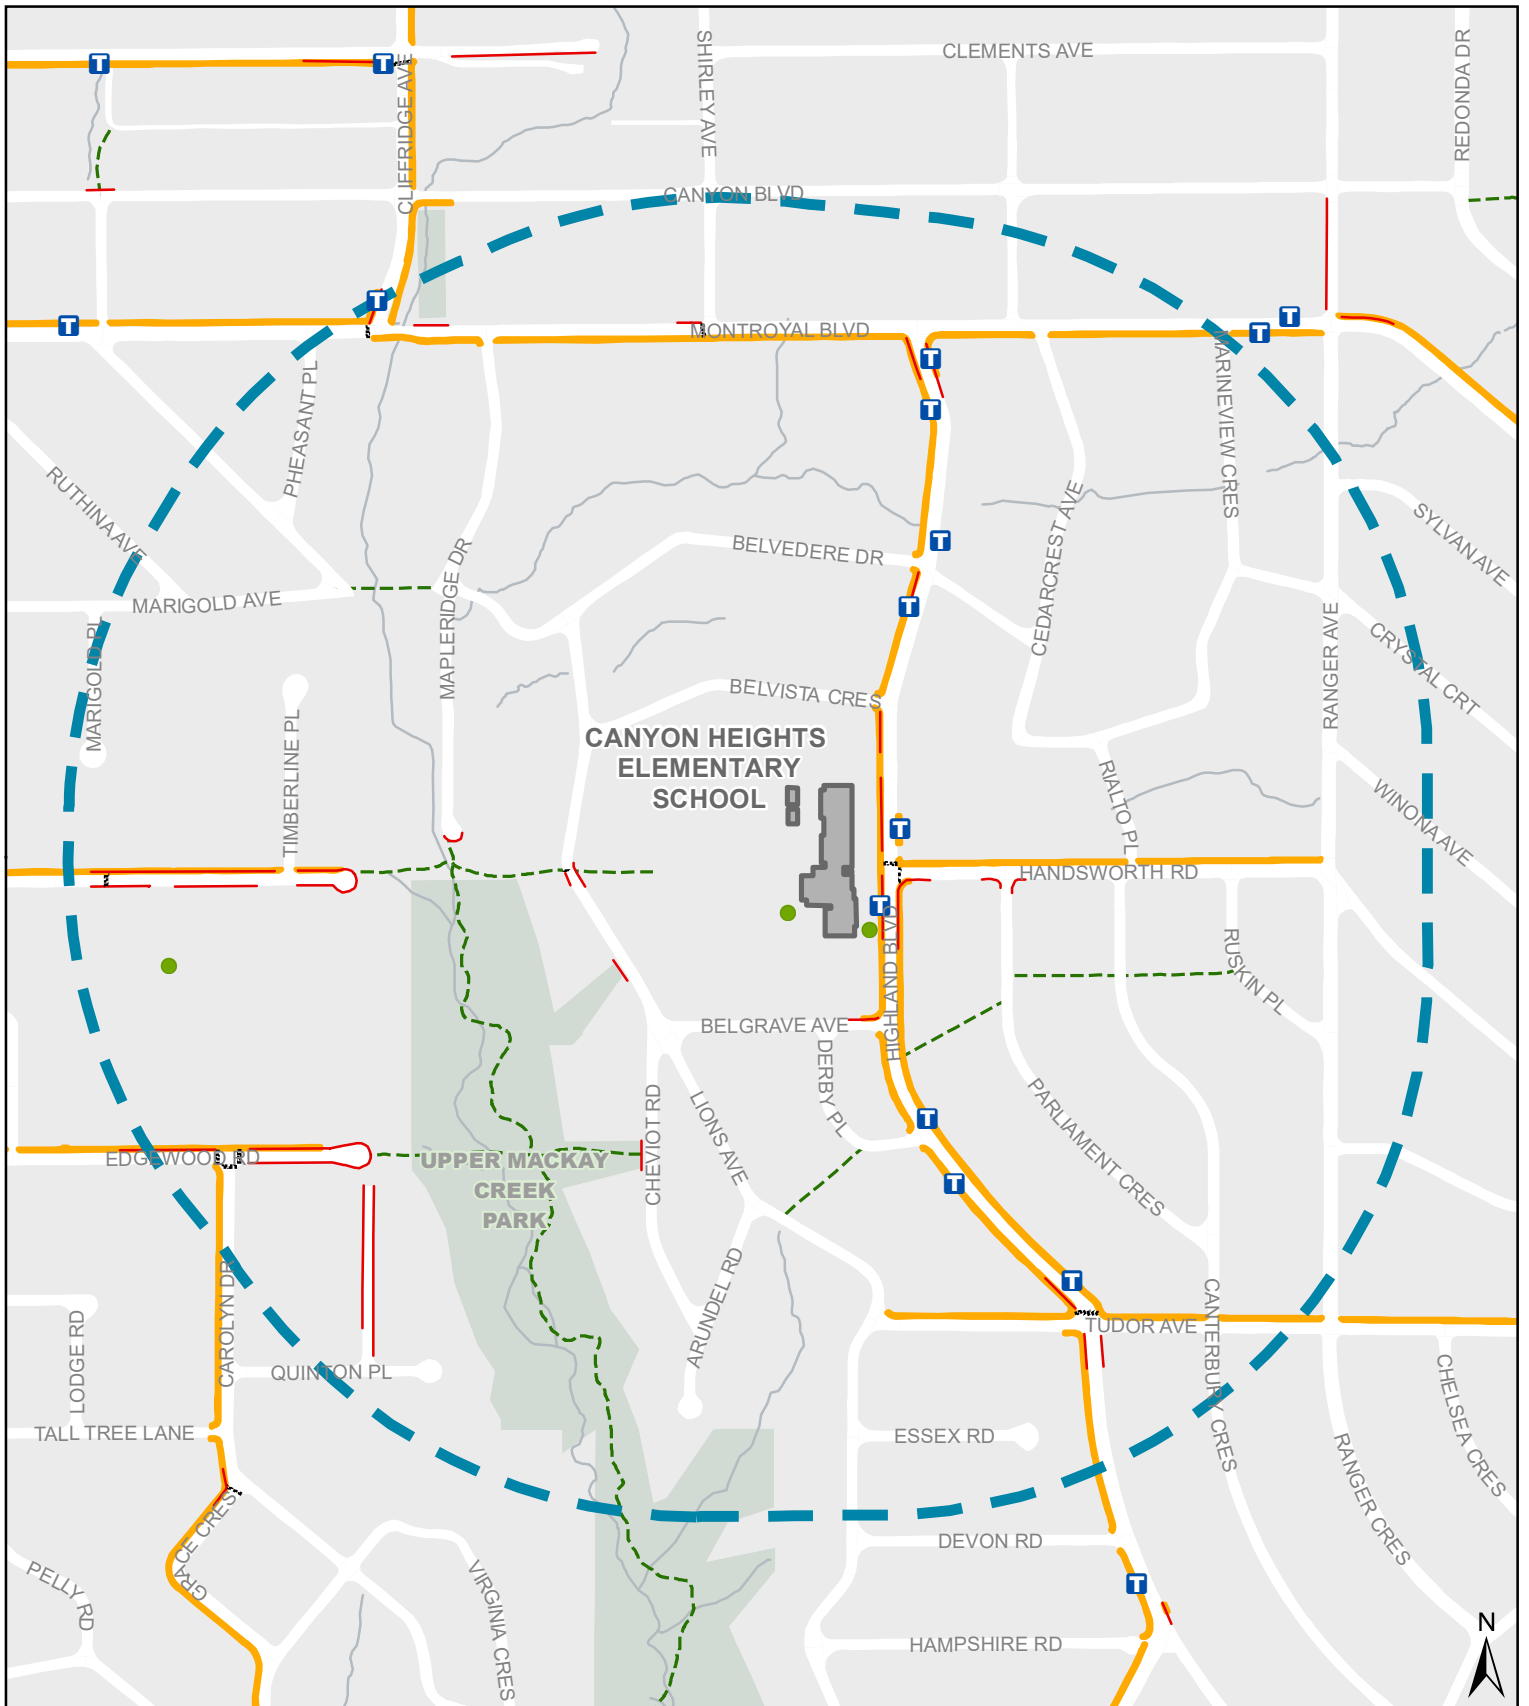 CLEMENTS AVE
SHIRLEY AVE
REDONDA DR
CLIFFRIDGE AVE
T
T
CANYON BLVD
T
T
MONTROYAL BLVD
T
T
T
T
MARINEVIEW CRES
PHEASANT PL
RUTHINA AVE
SYLVAN AVE
CEDARCREST AVE
BELVEDERE DR
T
MAPLERIDGE DR
MARIGOLD AVE
T
MARIGOLD PL
RANGER AVE
CRYSTAL CRT
BELVISTA CRES
TIMBERLINE PL
CANYON HEIGHTS
ELEMENTARY
SCHOOL
RIALTO PL
WINONA AVE
T
HANDSWORTH RD
T
HIGHLAND BLVD
RUSKIN PL
BELGRAVE AVE
DERBY PL
CHEVIOT RD
LIONS AVE
PARLIAMENT CRES
T
EDGEWOOD RD
UPPER MACKAY
CREEK
PARK
T
CAROLYN DR
ARUNDEL RD
T
CANTERBURY CRES
TUDOR AVE
LODGE RD
QUINTON PL
CHELSEA CRES
TALL TREE LANE
ESSEX RD
RANGER CRES
GRACE CRES
DEVON RD
PELLY RD
VIRGINIA CRES
T
HAMPSHIRE RD
N